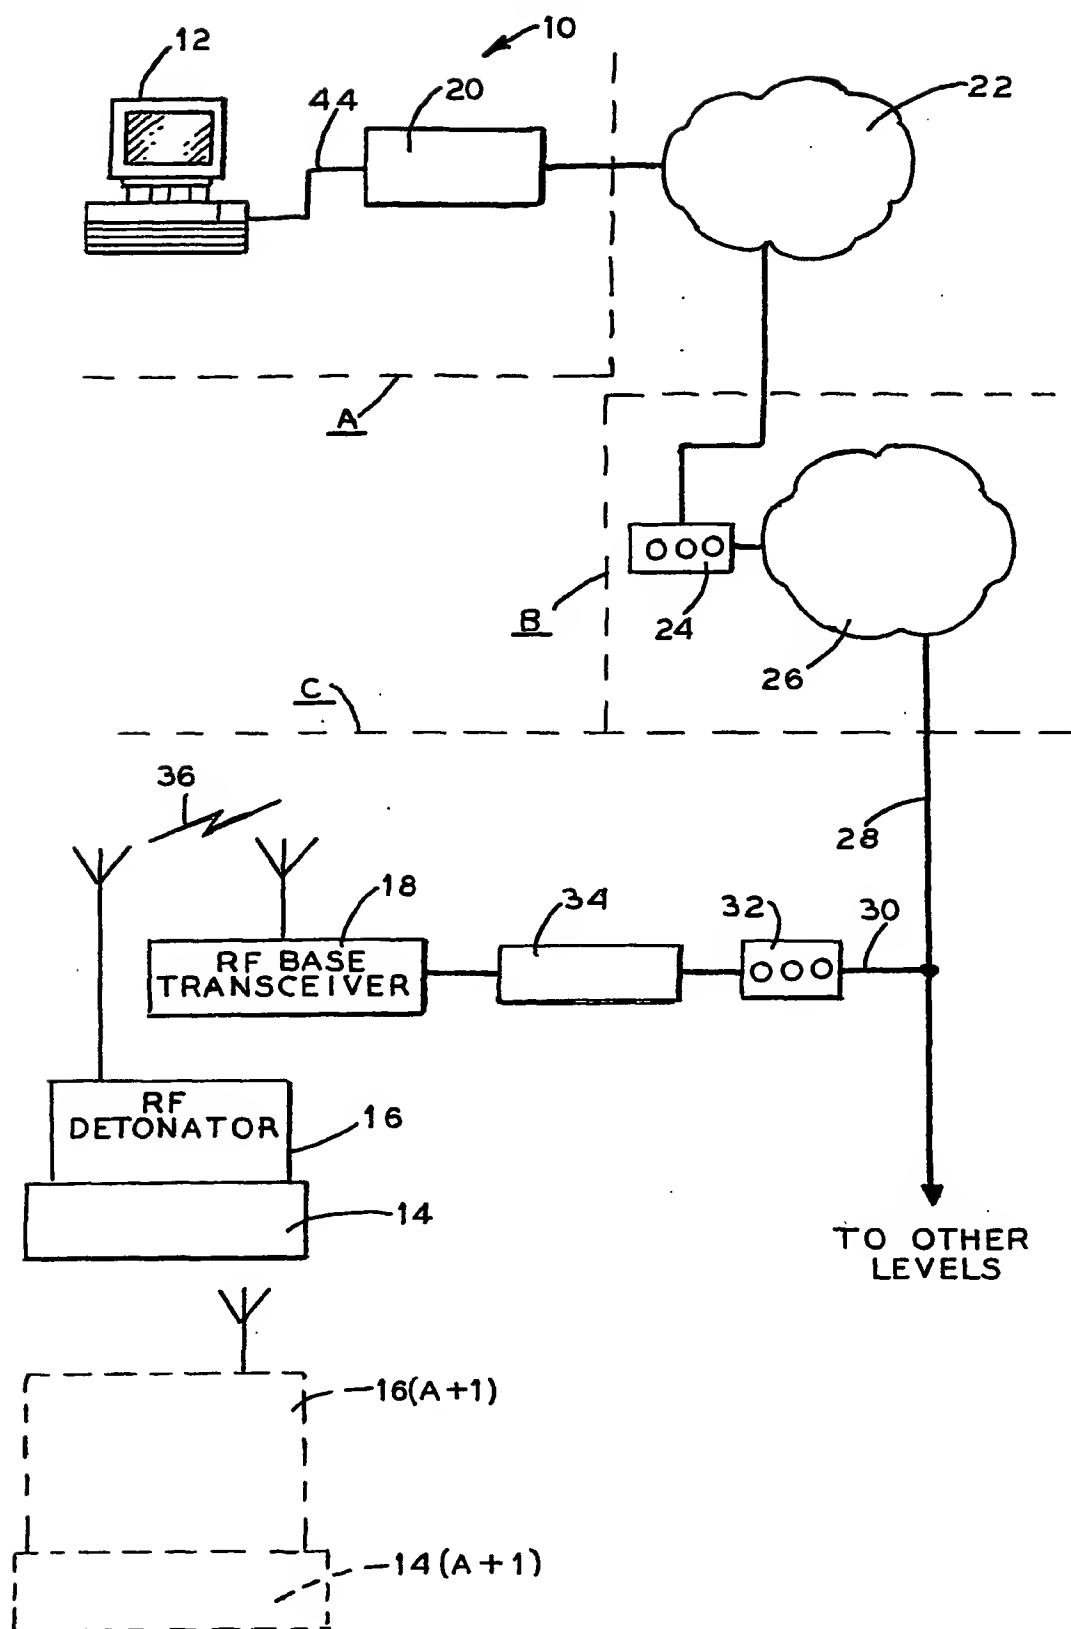 10
12
44
20
22
A
B
24
26
C
36
28
18
34
32
30
RF BASE
TRANSCEIVER
RF
DETONATOR
16
14
TO OTHER
LEVELS
16(A+1)
14(A+1)